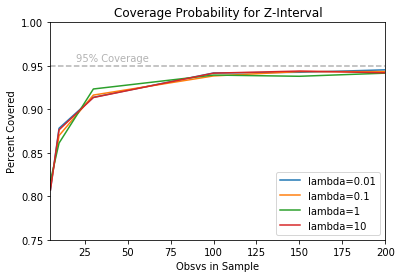 Coverage Probability for Z-Interval
1.00
95% Coverage
0.95
0.90
Percent Covered
0.85
0.80
0.75
lambda=0.01
lambda=0.1
lambda=1
lambda=10
25 50 75 100 125 150 175 200
Obsvs in Sample